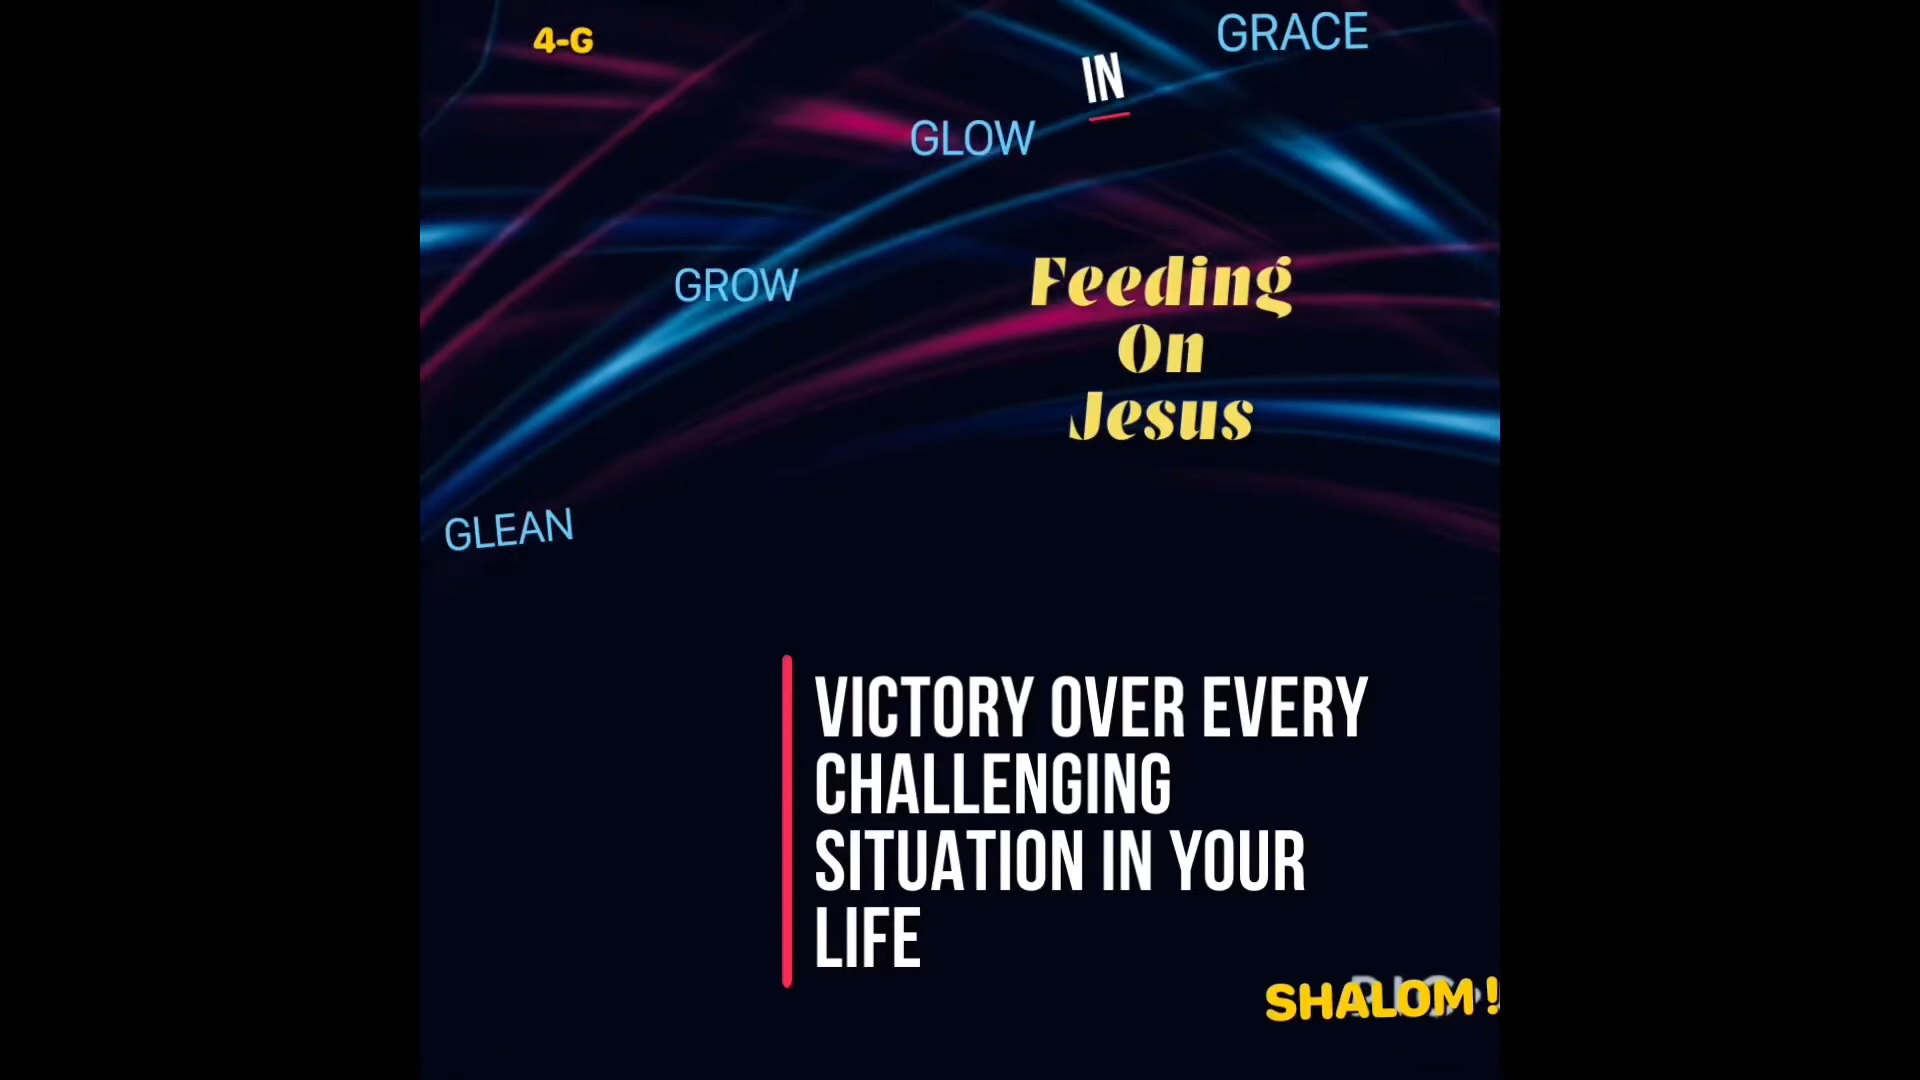 4-G
GRACE
IN
GLOW
GROW
Feeding
On
Jesus
GLEAN
VICTORY OVER EVERY
CHALLENGING
SITUATION IN YOUR
LIFE
SHALOM !